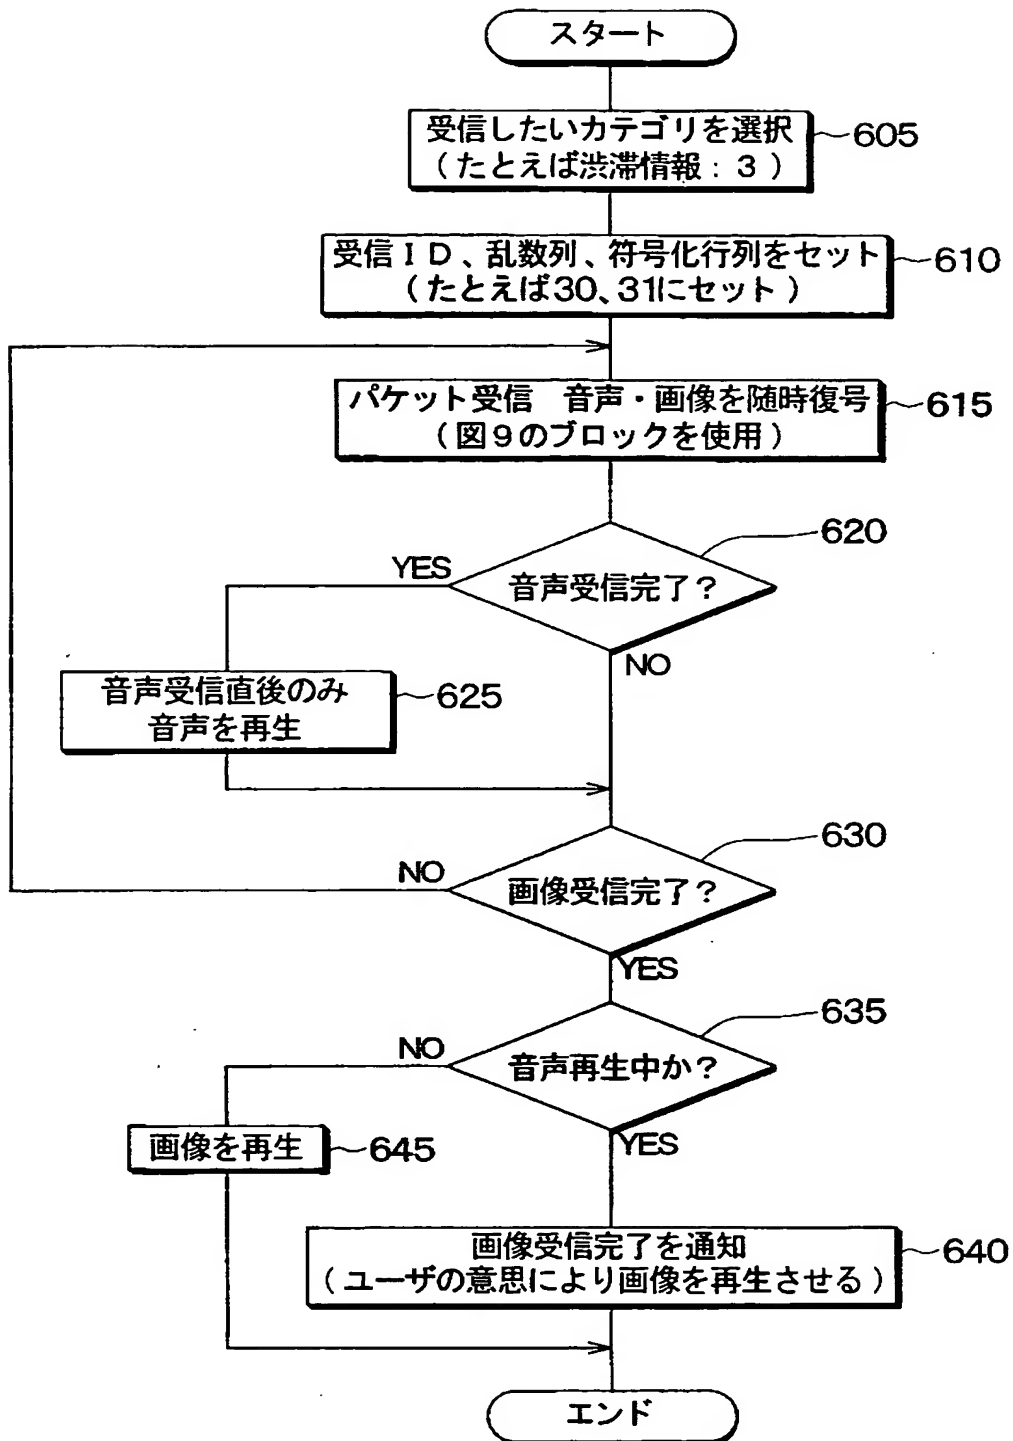 スタート
受信したいカテゴリを選択
(たとえば渋滞情報:3)
605
受信ID、乱数列、符号化行列をセット
(たとえば30、31にセット)
610
パケット受信 音声・画像を随時復号
(図9のブロックを使用)
615
620
YES
音声受信完了?
NO
音声受信直後のみ
音声を再生
625
630
NO
画像受信完了?
YES
635
NO
音声再生中か?
YES
画像を再生
645
画像受信完了を通知
(ユーザの意思により画像を再生させる)
640
エンド